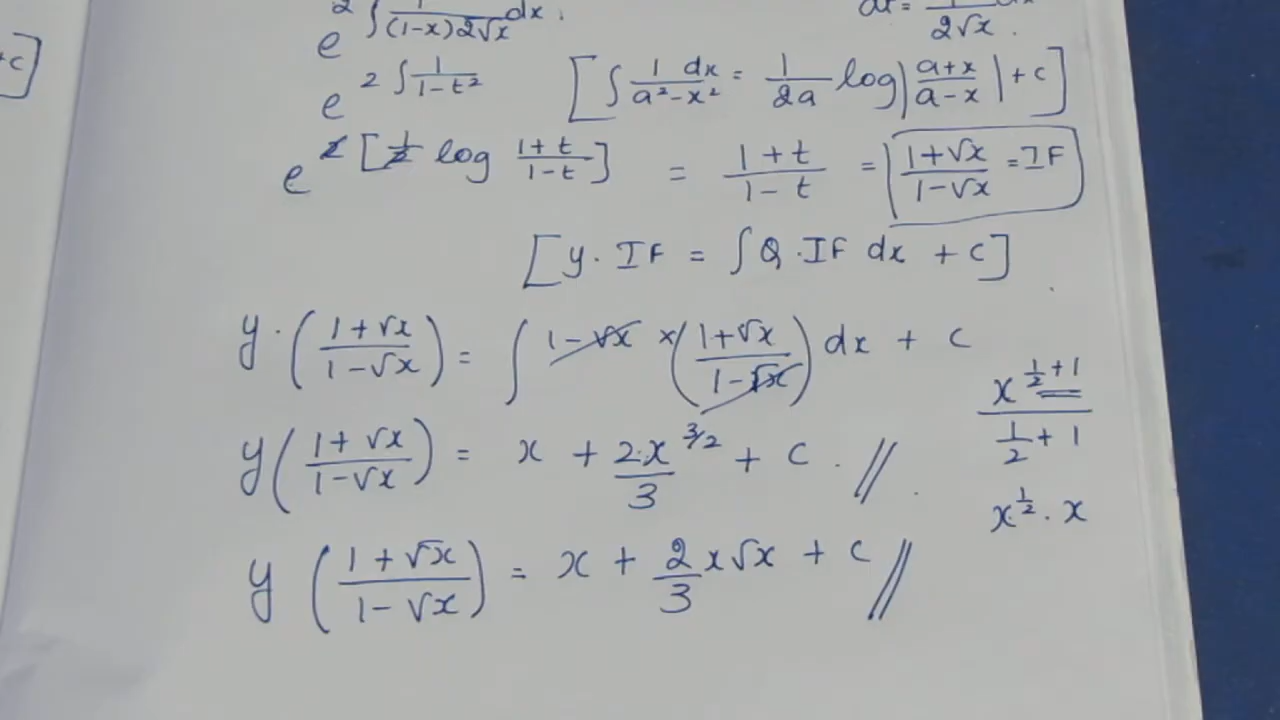 e^{2 ∫ 1/((1-x)2√x) dx} . dt = 1/(2√x) dx .
+c]
e^{2 ∫ 1/(1-t²)} [∫ 1/(a²-x²) dx = 1/(2a) log|(a+x)/(a-x)| + c]
e^{2[1/2 log (1+t)/(1-t)]} = (1+t)/(1-t) = (1+√x)/(1-√x) = IF
[y. IF = ∫Q.IF dx + c]
y.((1+√x)/(1-√x)) = ∫ 1-√x × ((1+√x)/(1-√x)) dx + c
x^{1/2+1}/(1/2+1)
y((1+√x)/(1-√x)) = x + 2.x^{3/2}/3 + c . //
x^{1/2} . x
y ((1+√x)/(1-√x)) = x + 2/3 x√x + c //